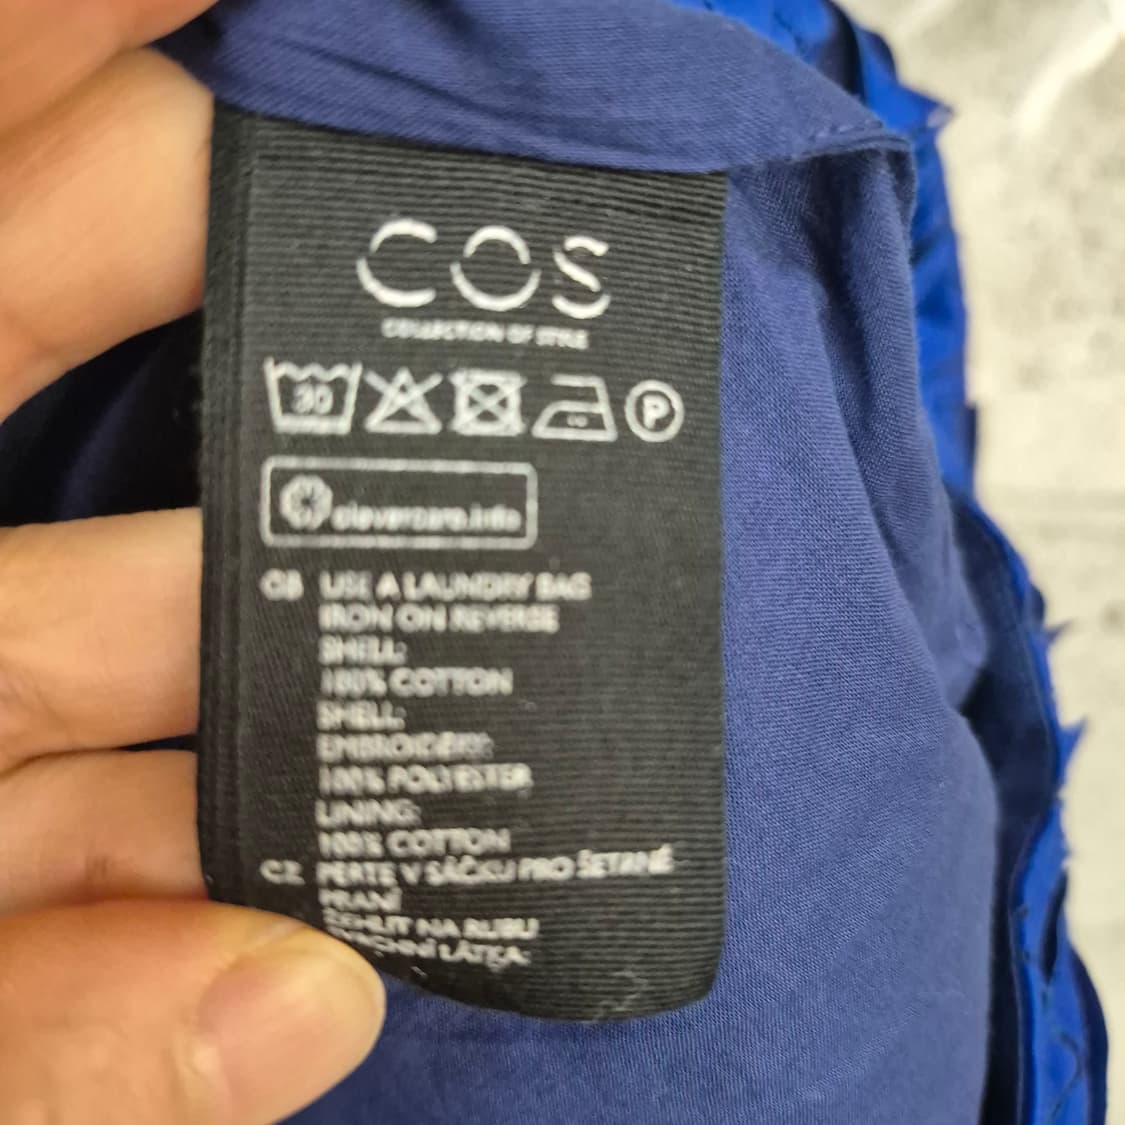 COS
COLLECTION OF STYLE
30 P
clevercare.info
GB USE A LAUNDRY BAG
IRON ON REVERSE
SHELL:
100% COTTON
SHELL:
EMBROIDERY:
100% POLYESTER
LINING:
100% COTTON
CZ PERTE V SÁČKU PRO ŠETRNÉ
PRANÍ
ŽEHLIT NA RUBU
LÁTKA: